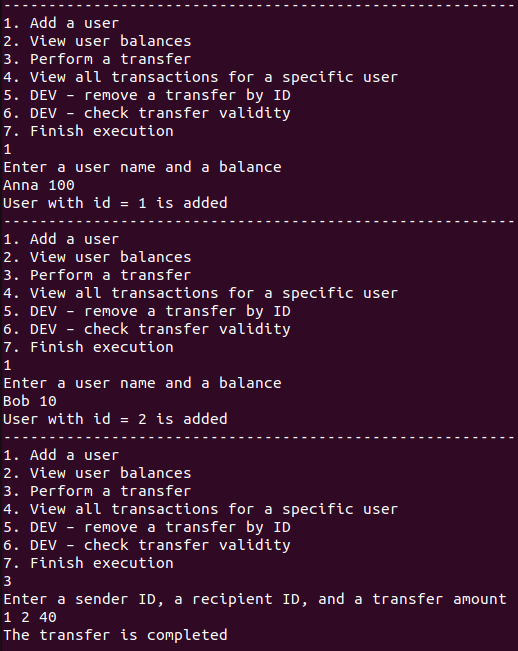 ---------------------------------------------------------
1. Add a user
2. View user balances
3. Perform a transfer
4. View all transactions for a specific user
5. DEV – remove a transfer by ID
6. DEV – check transfer validity
7. Finish execution
1
Enter a user name and a balance
Anna 100
User with id = 1 is added
---------------------------------------------------------
1. Add a user
2. View user balances
3. Perform a transfer
4. View all transactions for a specific user
5. DEV – remove a transfer by ID
6. DEV – check transfer validity
7. Finish execution
1
Enter a user name and a balance
Bob 10
User with id = 2 is added
---------------------------------------------------------
1. Add a user
2. View user balances
3. Perform a transfer
4. View all transactions for a specific user
5. DEV – remove a transfer by ID
6. DEV – check transfer validity
7. Finish execution
3
Enter a sender ID, a recipient ID, and a transfer amount
1 2 40
The transfer is completed